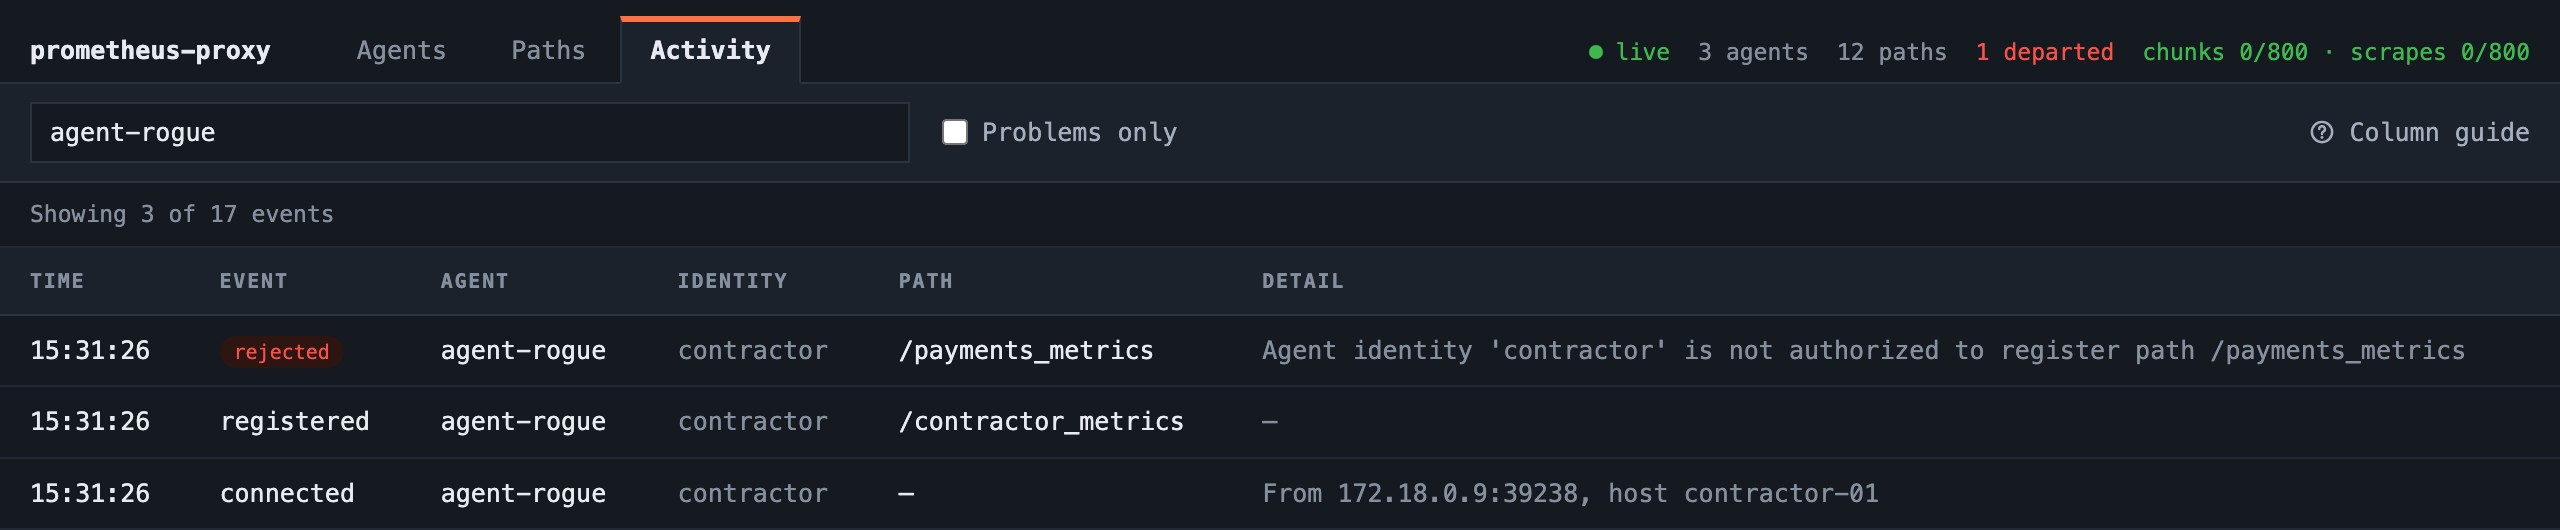 prometheus-proxy Agents Paths Activity ● live 3 agents 12 paths 1 departed chunks 0/800 · scrapes 0/800
agent-rogue Problems only ? Column guide
Showing 3 of 17 events
TIME EVENT AGENT IDENTITY PATH DETAIL
15:31:26 rejected agent-rogue contractor /payments_metrics Agent identity 'contractor' is not authorized to register path /payments_metrics
15:31:26 registered agent-rogue contractor /contractor_metrics —
15:31:26 connected agent-rogue contractor — From 172.18.0.9:39238, host contractor-01